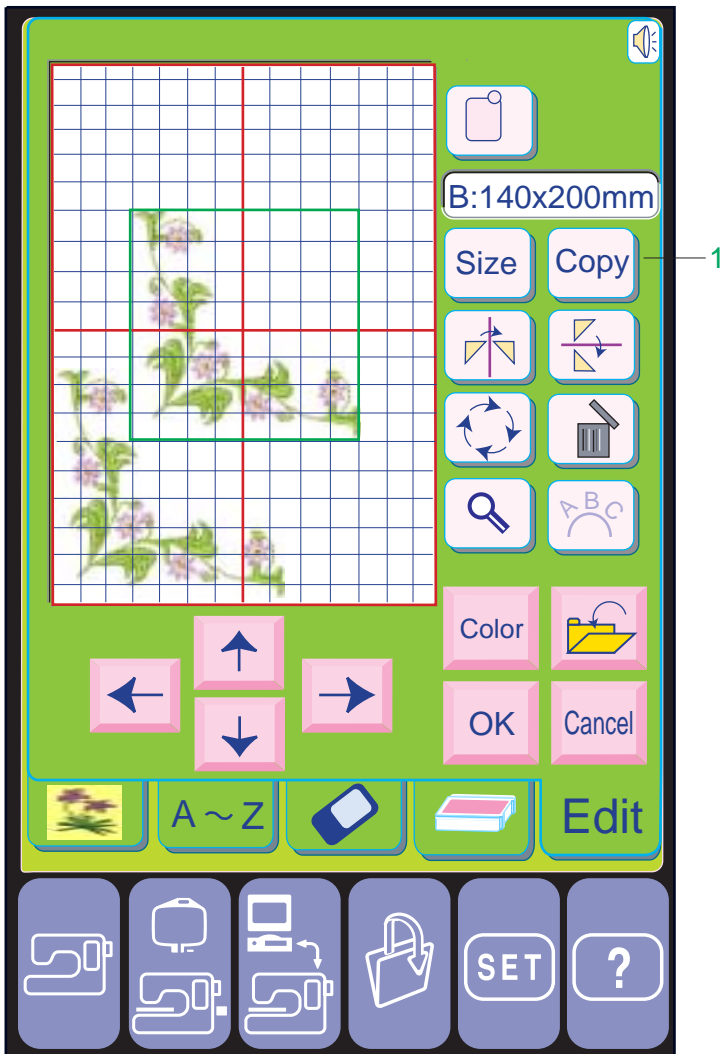 B:140x200mm
Size
Copy
1
A B C
Color
OK
Cancel
A ~ Z
Edit
SET
?